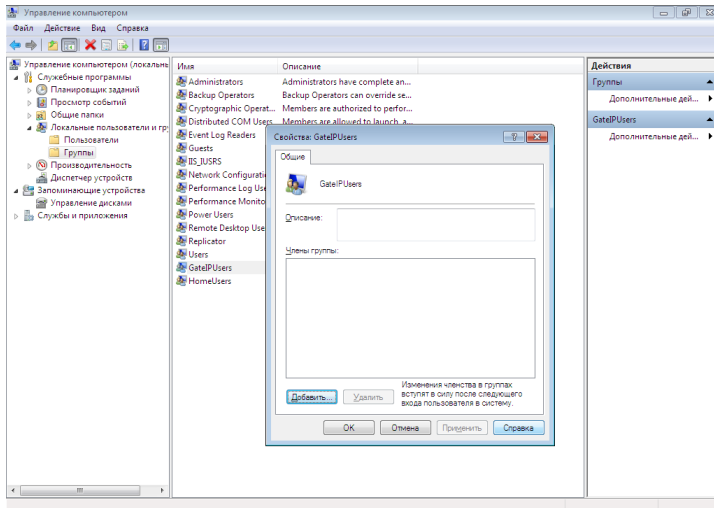 Управление компьютером
Файл Действие Вид Справка
Управление компьютером (локальнь
Служебные программы
Планировщик заданий
Просмотр событий
Общие папки
Локальные пользователи и гр
Пользователи
Группы
Производительность
Диспетчер устройств
Запоминающие устройства
Управление дисками
Службы и приложения
Имя Описание
Administrators Administrators have complete an...
Backup Operators Backup Operators can override se...
Cryptographic Operat... Members are authorized to perfor...
Distributed COM Users Members are allowed to launch, a...
Event Log Readers
Guests
IIS_IUSRS
Network Configurati
Performance Log Use
Performance Monito
Power Users
Remote Desktop Use
Replicator
Users
GateIPUsers
HomeUsers
Свойства: GateIPUsers
Общие
GateIPUsers
Описание:
Члены группы:
Добавить... Удалить
Изменения членства в группах
вступят в силу после следующего
входа пользователя в систему.
OK Отмена Применить Справка
Действия
Группы
Дополнительные дей...
GateIPUsers
Дополнительные дей...